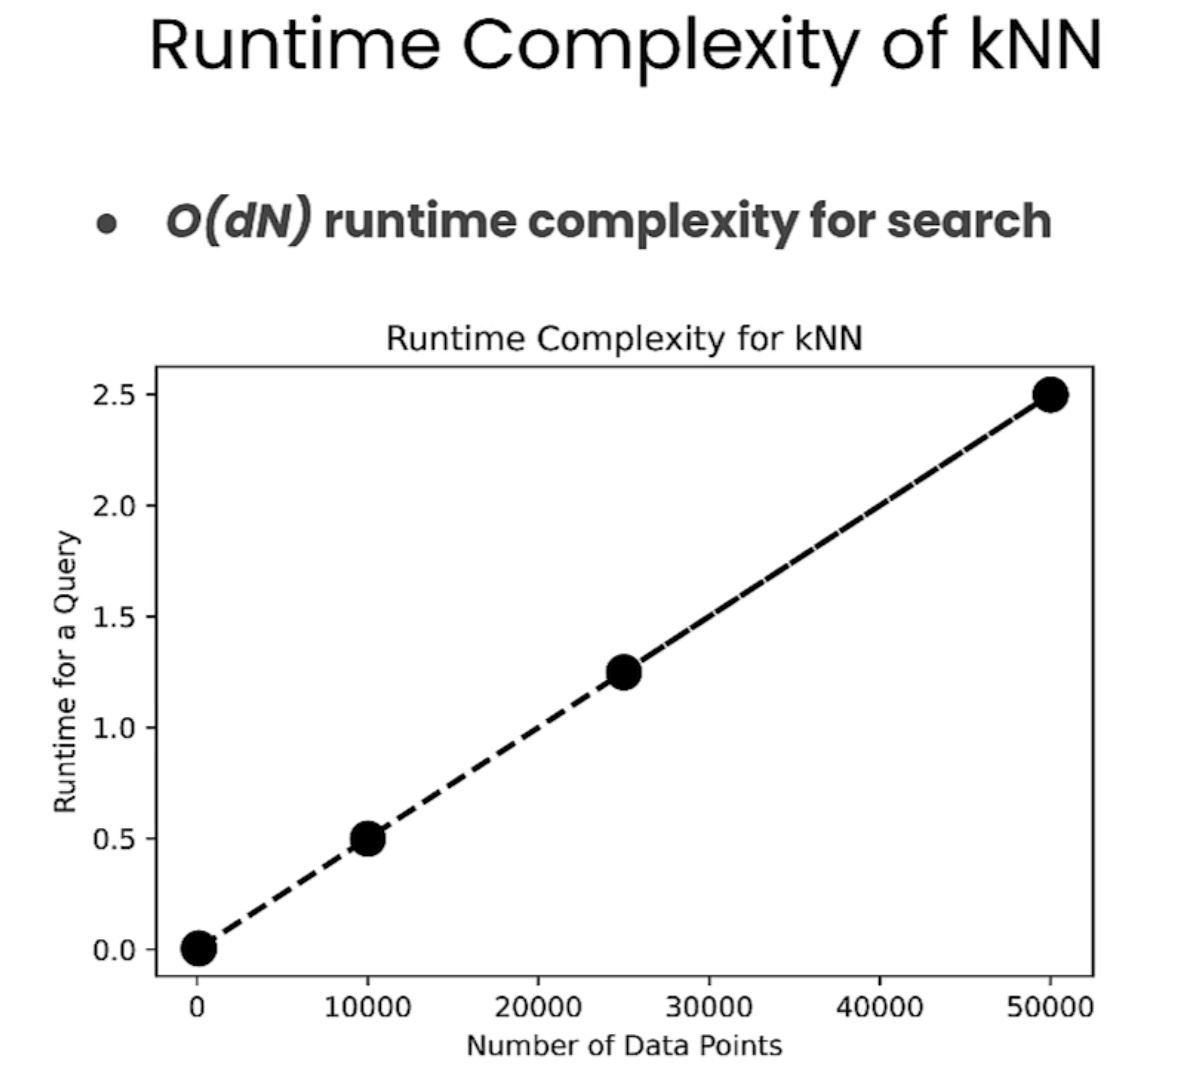 Runtime Complexity of kNN
● O(dN) runtime complexity for search
Runtime Complexity for kNN
2.5
2.0
1.5
1.0
0.5
0.0
Runtime for a Query
0 10000 20000 30000 40000 50000
Number of Data Points